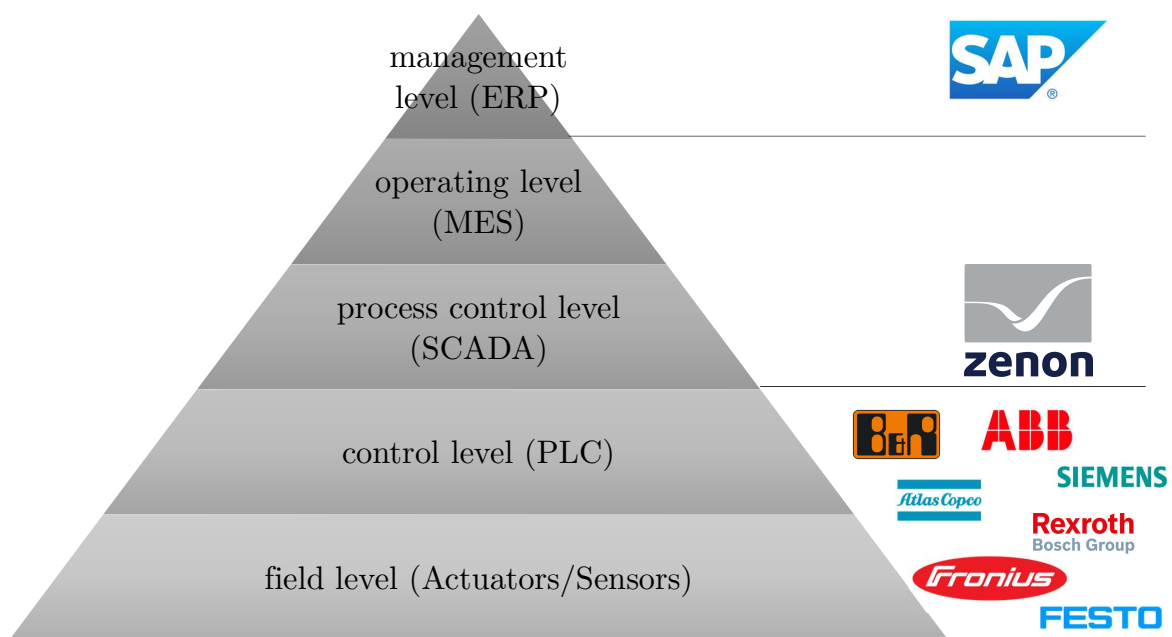 management
level (ERP)
SAP
®
operating level
(MES)
process control level
(SCADA)
zenon
control level (PLC)
B&R
ABB
SIEMENS
Atlas Copco
Rexroth
Bosch Group
field level (Actuators/Sensors)
Fronius
FESTO